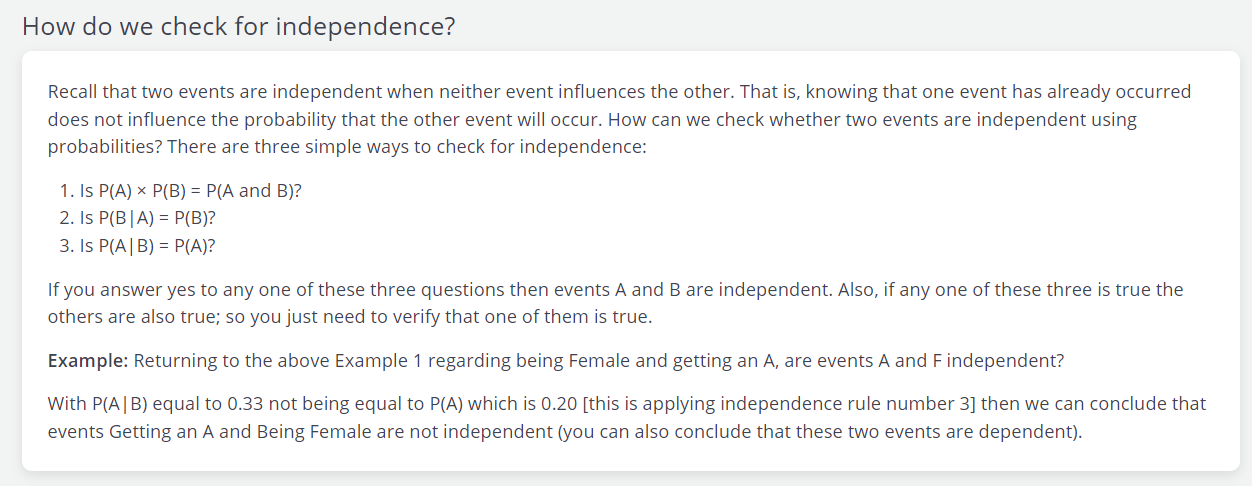 How do we check for independence?
Recall that two events are independent when neither event influences the other. That is, knowing that one event has already occurred
does not influence the probability that the other event will occur. How can we check whether two events are independent using
probabilities? There are three simple ways to check for independence:
1. Is P(A) × P(B) = P(A and B)?
2. Is P(B|A) = P(B)?
3. Is P(A|B) = P(A)?
If you answer yes to any one of these three questions then events A and B are independent. Also, if any one of these three is true the
others are also true; so you just need to verify that one of them is true.
Example: Returning to the above Example 1 regarding being Female and getting an A, are events A and F independent?
With P(A|B) equal to 0.33 not being equal to P(A) which is 0.20 [this is applying independence rule number 3] then we can conclude that
events Getting an A and Being Female are not independent (you can also conclude that these two events are dependent).